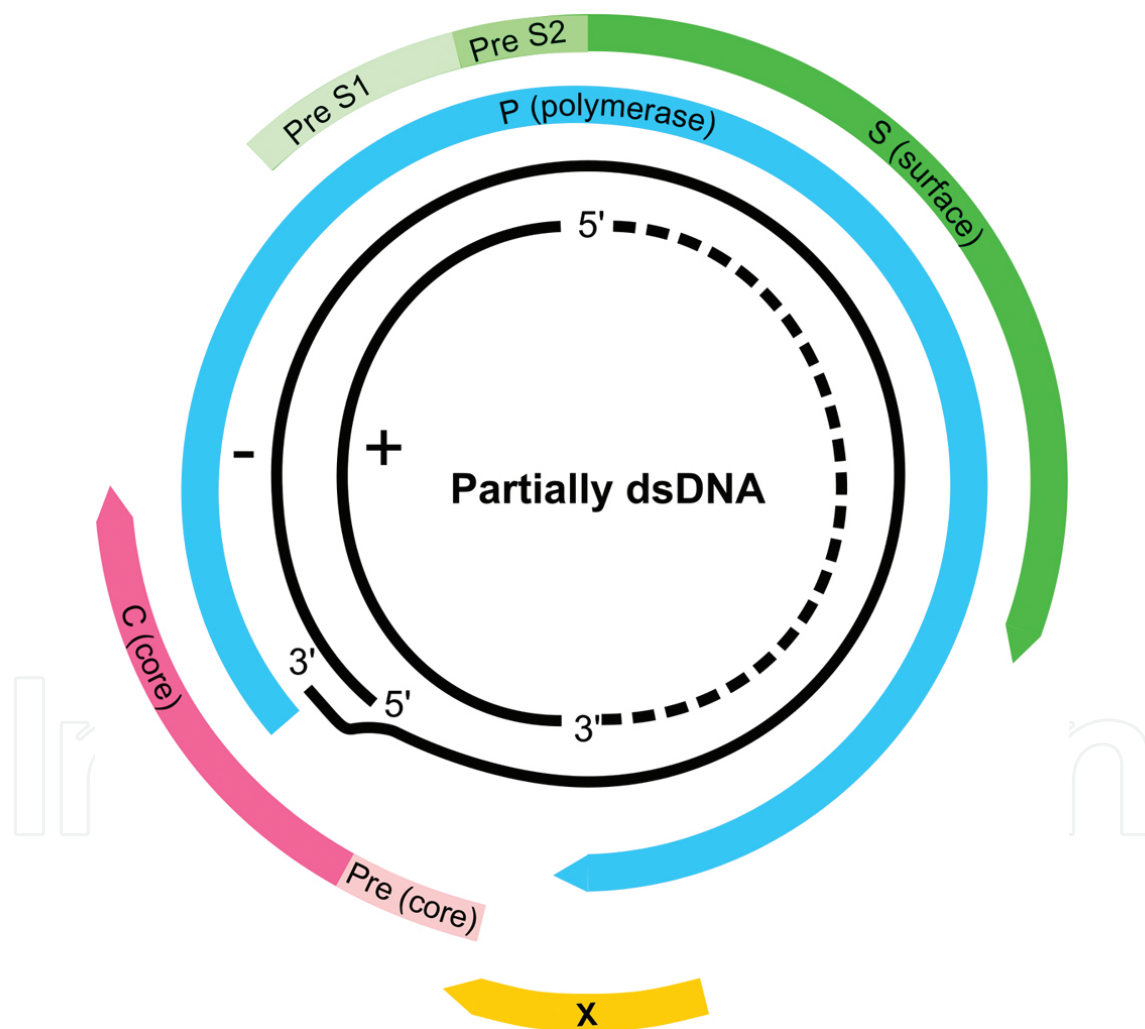 Pre S1
Pre S2
P (polymerase)
S (surface)
5'
-
+
Partially dsDNA
C (core)
3'
5'
3'
Pre (core)
X